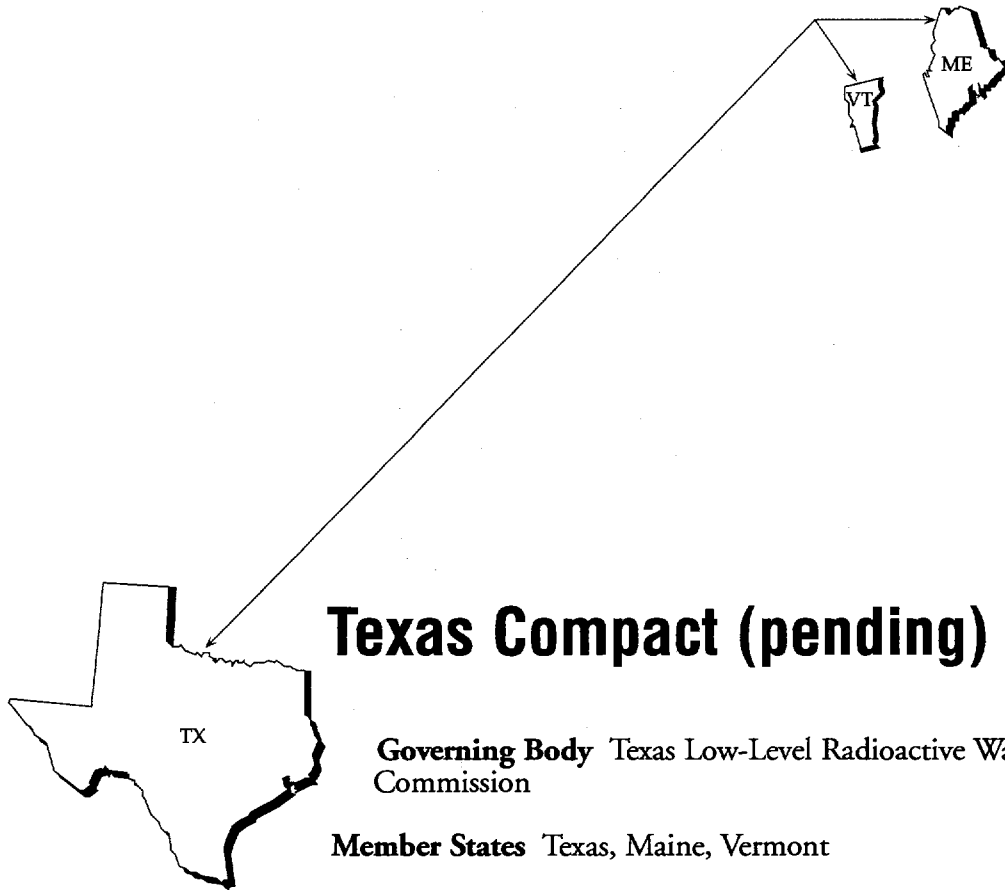 ME
VT
Texas Compact (pending)
TX
Governing Body Texas Low-Level Radioactive
Commission
Member States Texas, Maine, Vermont